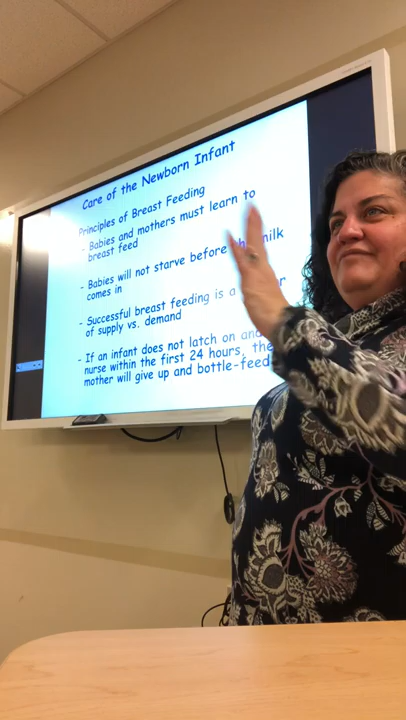 Care of the Newborn Infant
Principles of Breast Feeding
- Babies and mothers must learn to
breast feed
- Babies will not starve before the milk
comes in
- Successful breast feeding is a
of supply vs. demand
- If an infant does not latch on and
nurse within the first 24 hours, the
mother will give up and bottle-feed